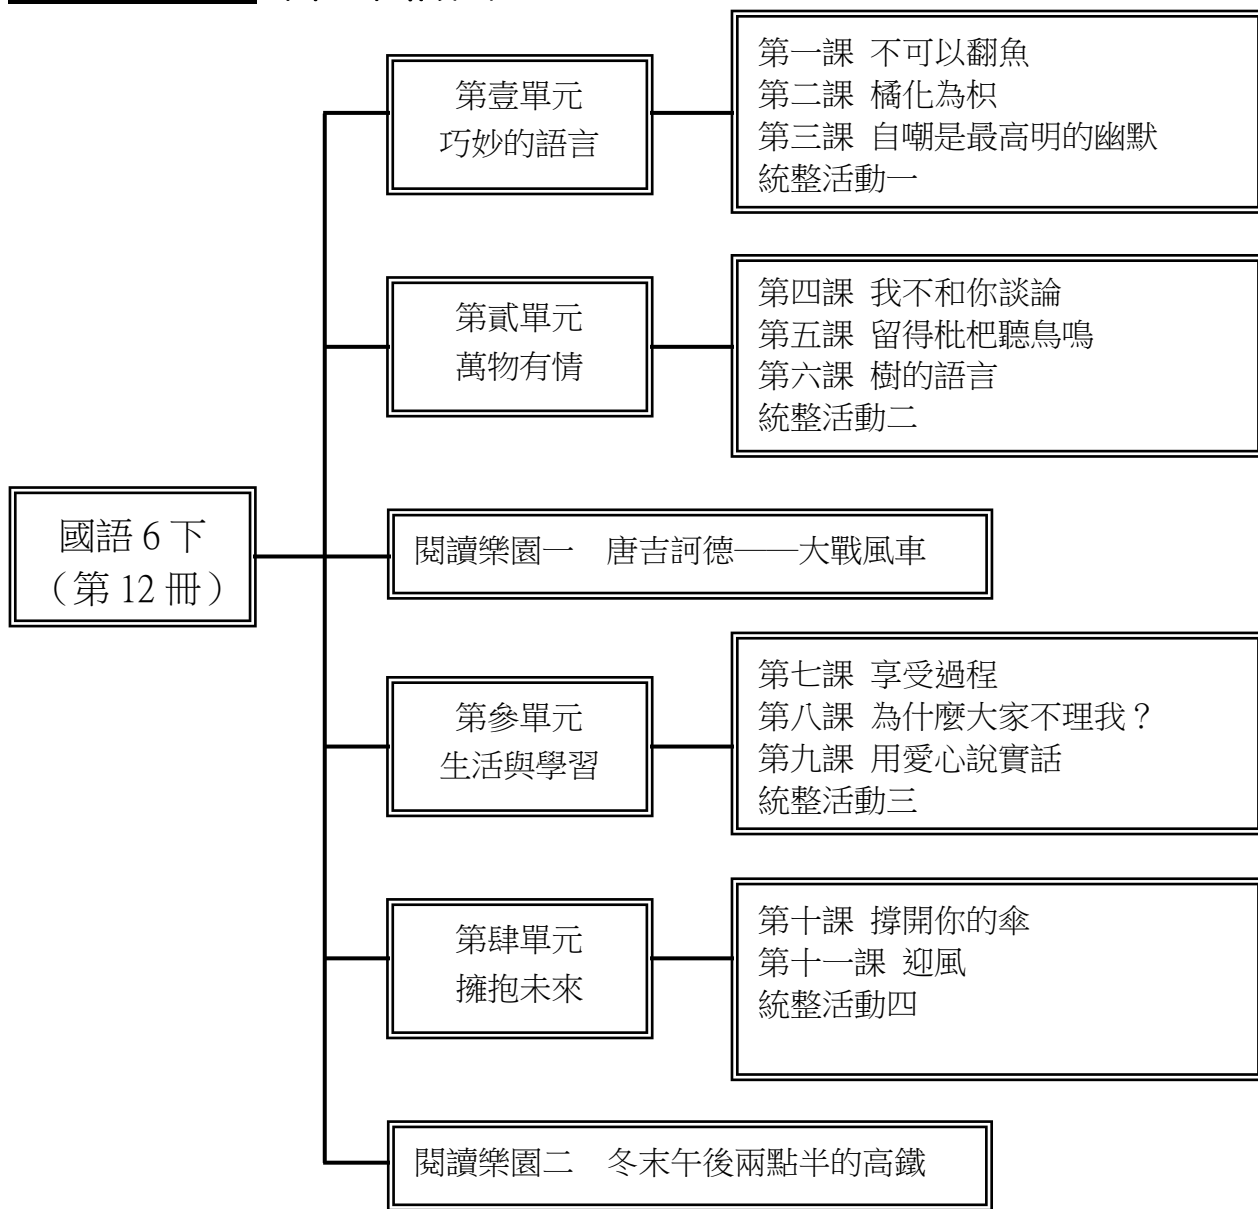 第壹單元
巧妙的語言
第一課 不可以翻魚
第二課 橘化為枳
第三課 自嘲是最高明的幽默
統整活動一
第貳單元
萬物有情
第四課 我不和你談論
第五課 留得枇杷聽鳥鳴
第六課 樹的語言
統整活動二
國語 6 下
（第 12 冊）
閱讀樂園一 唐吉訶德——大戰風車
第參單元
生活與學習
第七課 享受過程
第八課 為什麼大家不理我？
第九課 用愛心說實話
統整活動三
第肆單元
擁抱未來
第十課 撐開你的傘
第十一課 迎風
統整活動四
閱讀樂園二 冬末午後兩點半的高鐵